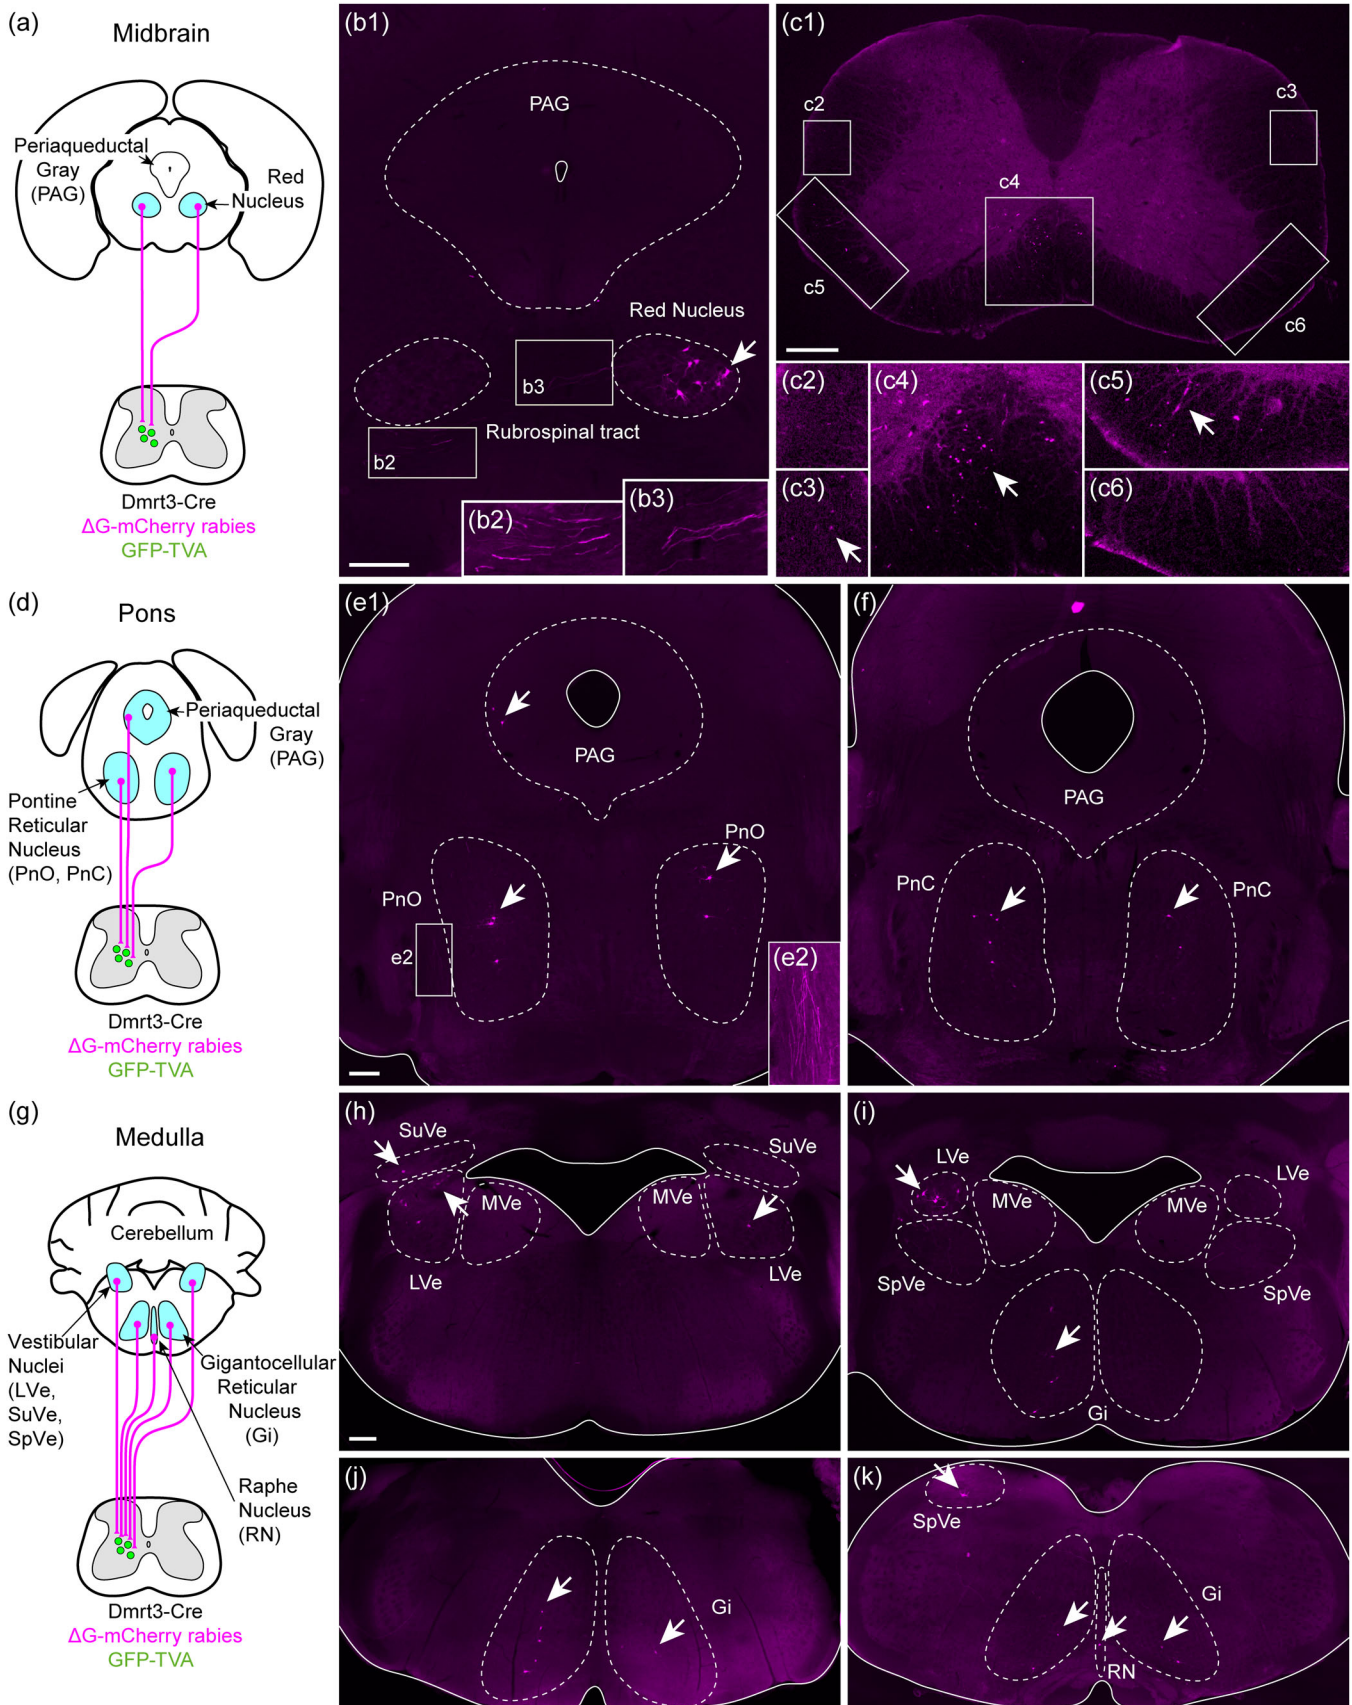 (a)
Midbrain
Periaqueductal
Gray
(PAG)
Red
Nucleus
Dmrt3-Cre
ΔG-mCherry rabies
GFP-TVA
(b1)
PAG
Red Nucleus
b3
Rubrospinal tract
b2
(b2)
(b3)
(c1)
c2
c3
c4
c5
c6
(c2)
(c3)
(c4)
(c5)
(c6)
(d)
Pons
Periaqueductal
Gray
(PAG)
Pontine
Reticular
Nucleus
(PnO, PnC)
Dmrt3-Cre
ΔG-mCherry rabies
GFP-TVA
(e1)
PAG
PnO
PnO
e2
(e2)
(f)
PAG
PnC
PnC
(g)
Medulla
Cerebellum
Vestibular
Nuclei
(LVe,
SuVe,
SpVe)
Gigantocellular
Reticular
Nucleus
(Gi)
Raphe
Nucleus
(RN)
Dmrt3-Cre
ΔG-mCherry rabies
GFP-TVA
(h)
SuVe
SuVe
MVe
MVe
LVe
LVe
(i)
LVe
LVe
MVe
MVe
SpVe
SpVe
Gi
(j)
Gi
(k)
SpVe
Gi
RN